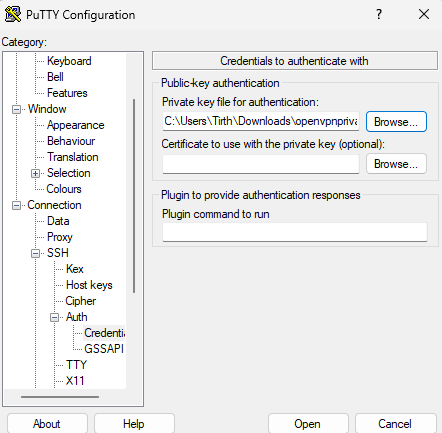 PuTTY Configuration
Category:
Keyboard
Bell
Features
Window
Appearance
Behaviour
Translation
Selection
Colours
Connection
Data
Proxy
SSH
Kex
Host keys
Cipher
Auth
Credentia
GSSAPI
TTY
X11
Credentials to authenticate with
Public-key authentication
Private key file for authentication:
C:\Users\Tirth\Downloads\openvpnpriva
Browse...
Certificate to use with the private key (optional):
Browse...
Plugin to provide authentication responses
Plugin command to run
About
Help
Open
Cancel